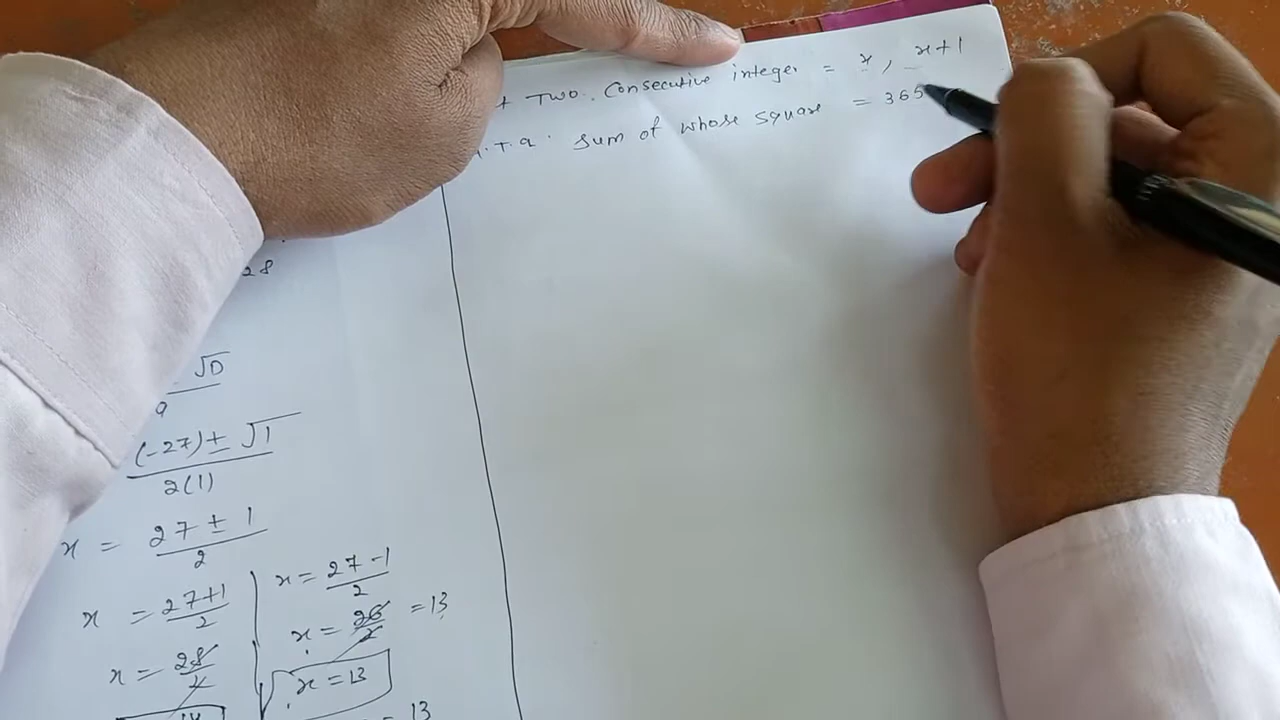 Two. Consecutive integer = x, x+1
.T.q. sum of whose square = 365
28
√D
(-27) ± √1
2(1)
x = 27 ± 1
2
x = 27+1
2
x = 28
x = 27-1
2
x = 26 = 13
2
x = 13
= 13